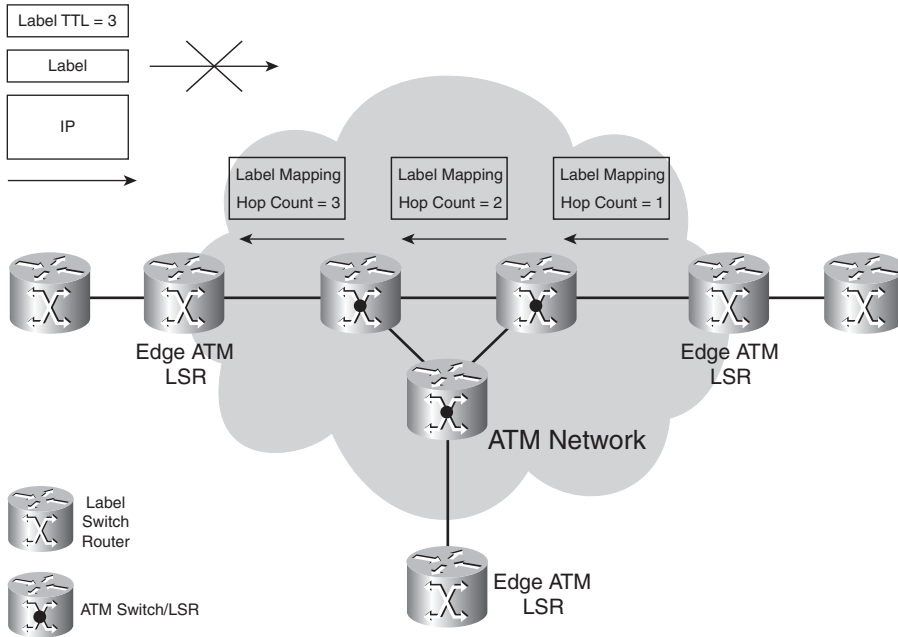 Label TTL = 3
Label
IP
Label Mapping
Hop Count = 3
Label Mapping
Hop Count = 2
Label Mapping
Hop Count = 1
Edge ATM
LSR
Edge ATM
LSR
ATM Network
Label
Switch
Router
Edge ATM
LSR
ATM Switch/LSR